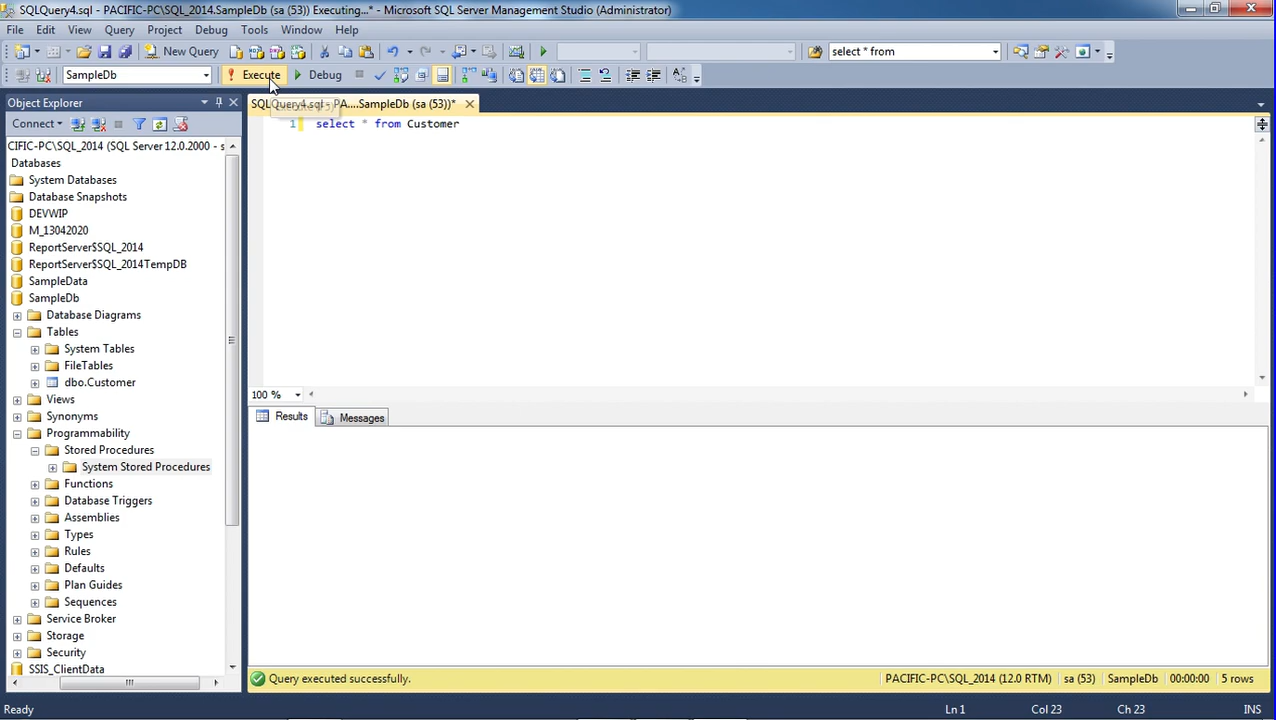 SQLQuery4.sql - PACIFIC-PC\SQL_2014.SampleDb (sa (53)) Executing...* - Microsoft SQL Server Management Studio (Administrator)
File Edit View Query Project Debug Tools Window Help
New Query select * from
SampleDb Execute Debug
Object Explorer
SQLQuery4.sql - PA....SampleDb (sa (53))*
Connect
1 select * from Customer
CIFIC-PC\SQL_2014 (SQL Server 12.0.2000 - s
Databases
System Databases
Database Snapshots
DEVWIP
M_13042020
ReportServer$SQL_2014
ReportServer$SQL_2014TempDB
SampleData
SampleDb
Database Diagrams
Tables
System Tables
FileTables
dbo.Customer
Views
Synonyms
Programmability
Stored Procedures
System Stored Procedures
Functions
Database Triggers
Assemblies
Types
Rules
Defaults
Plan Guides
Sequences
Service Broker
Storage
Security
SSIS_ClientData
100 %
Results Messages
Query executed successfully. PACIFIC-PC\SQL_2014 (12.0 RTM) sa (53) SampleDb 00:00:00 5 rows
Ready Ln 1 Col 23 Ch 23 INS